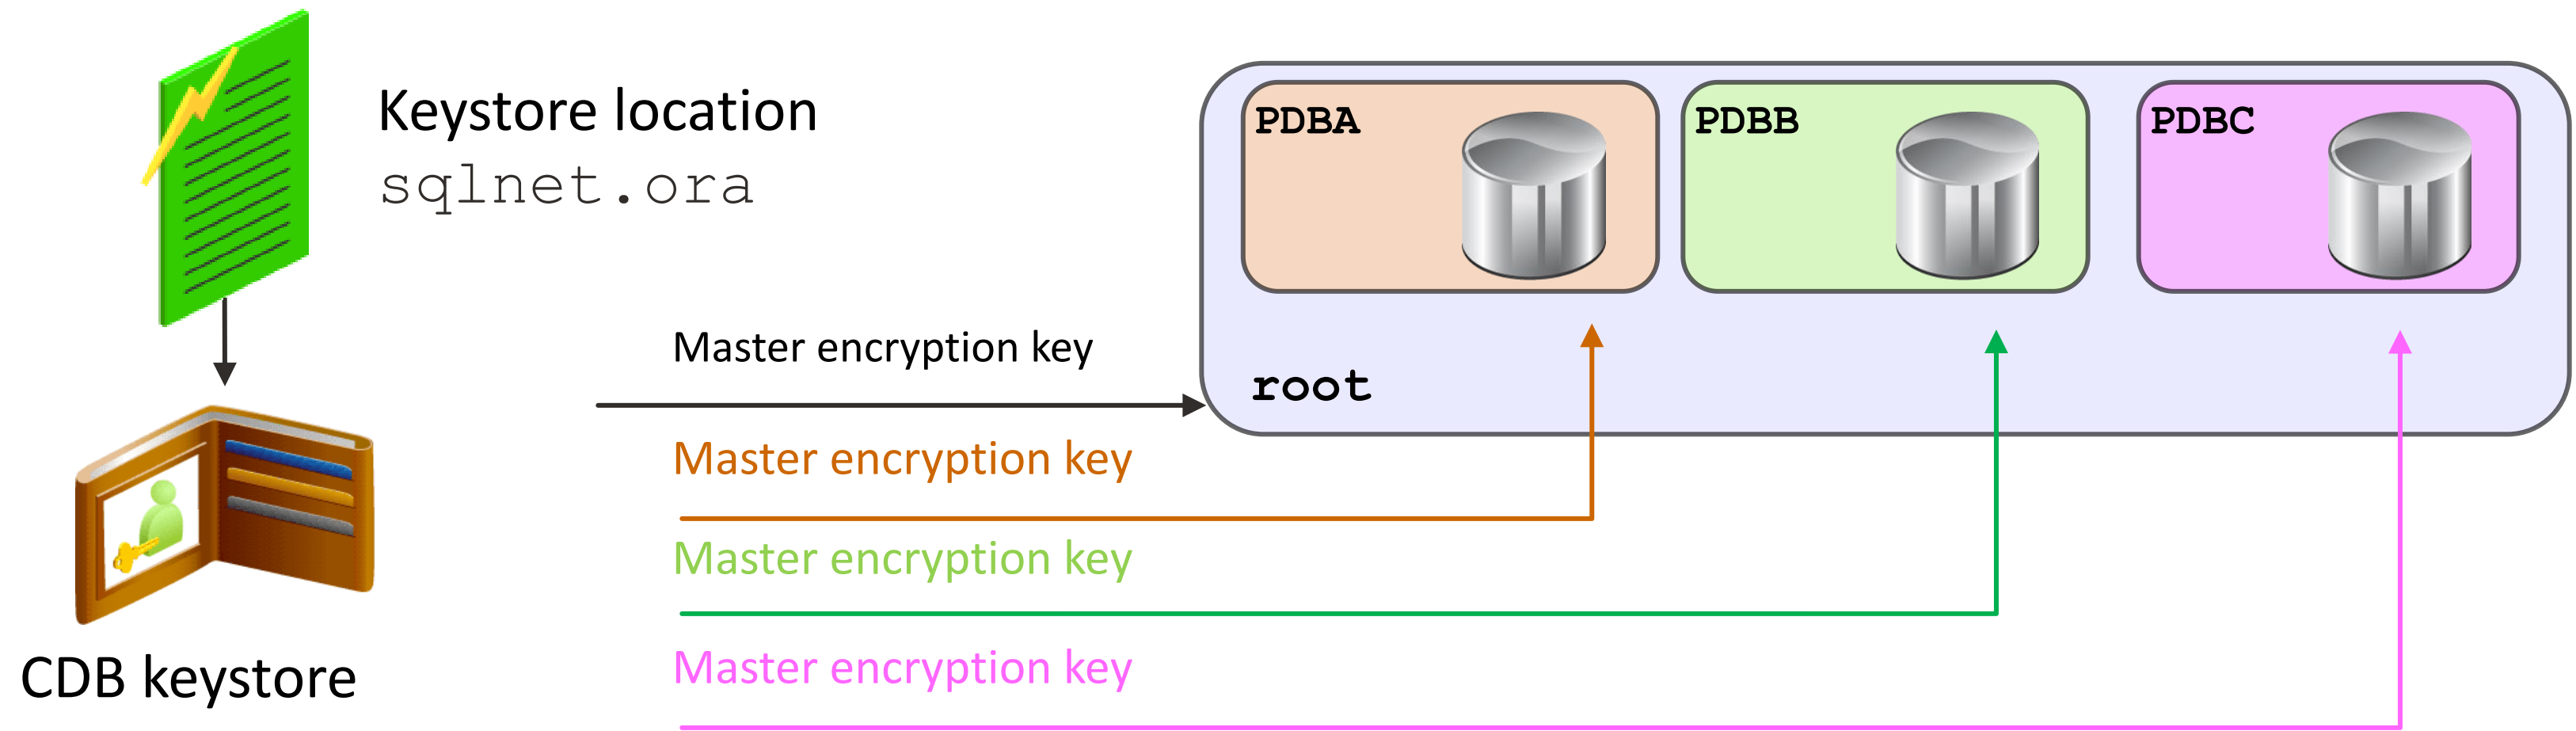 Keystore location
sqlnet.ora
CDB keystore
Master encryption key
Master encryption key
Master encryption key
Master encryption key
PDBA
PDBB
PDBC
root